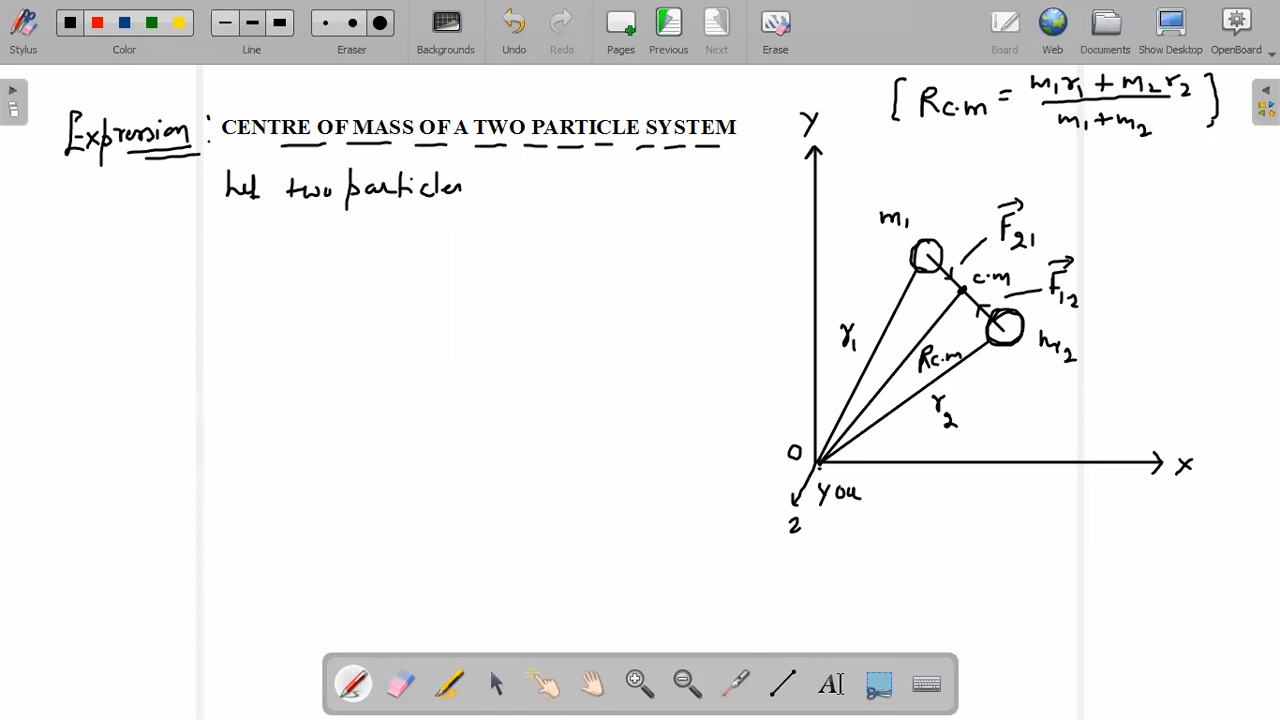 Stylus
Color
Line
Eraser
Backgrounds
Undo
Redo
Pages
Previous
Next
Erase
Board
Web
Documents
Show Desktop
OpenBoard
[ Rc.m = m₁r₁ + m₂r₂ / m₁+m₂ ]
Expression : CENTRE OF MASS OF A TWO PARTICLE SYSTEM
Let two particles
Y
m₁
F⃗₂₁
c.m
F⃗₁₂
m₂
r₁
Rc.m
r₂
O
X
you
Z